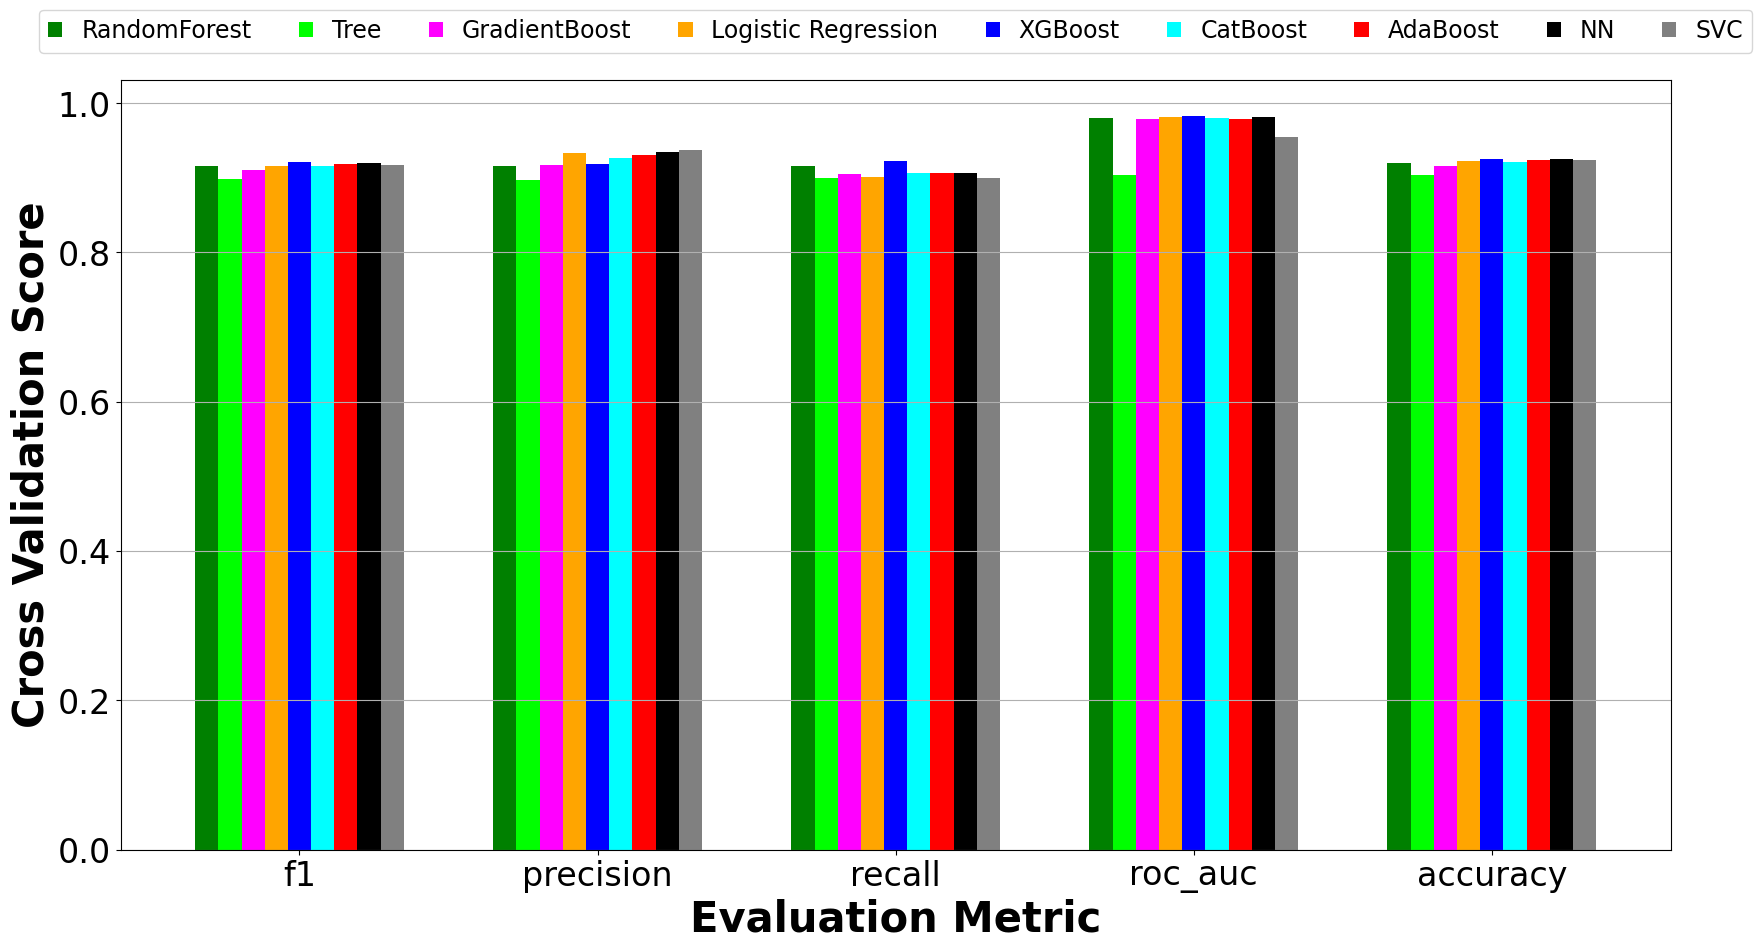 RandomForest Tree GradientBoost Logistic Regression XGBoost CatBoost AdaBoost NN SVC
Cross Validation Score
1.0
0.8
0.6
0.4
0.2
0.0
f1 precision recall roc_auc accuracy
Evaluation Metric